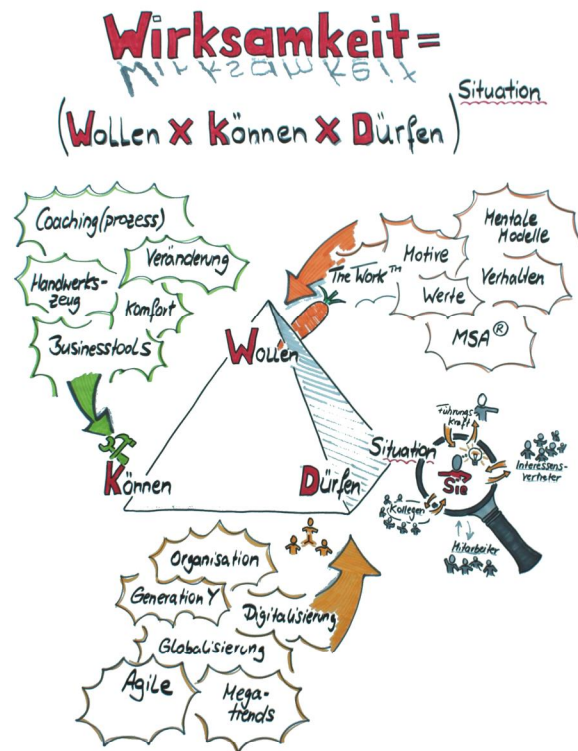 Wirksamkeit =
Wirksamkeit
(Wollen x Können x Dürfen) Situation
Coaching(prozess)
Veränderung
Handwerks-
zeug
Komfort
Businesstools
The Work™
Motive
Werte
Mentale
Modelle
Verhalten
MSA®
Wollen
Können
Dürfen
Situation
Führungs
kraft
Sie
Interessens-
vertreter
Kollegen
Mitarbeiter
Organisation
Generation Y
Digitalisierung
Globalisierung
Agile
Mega-
trends